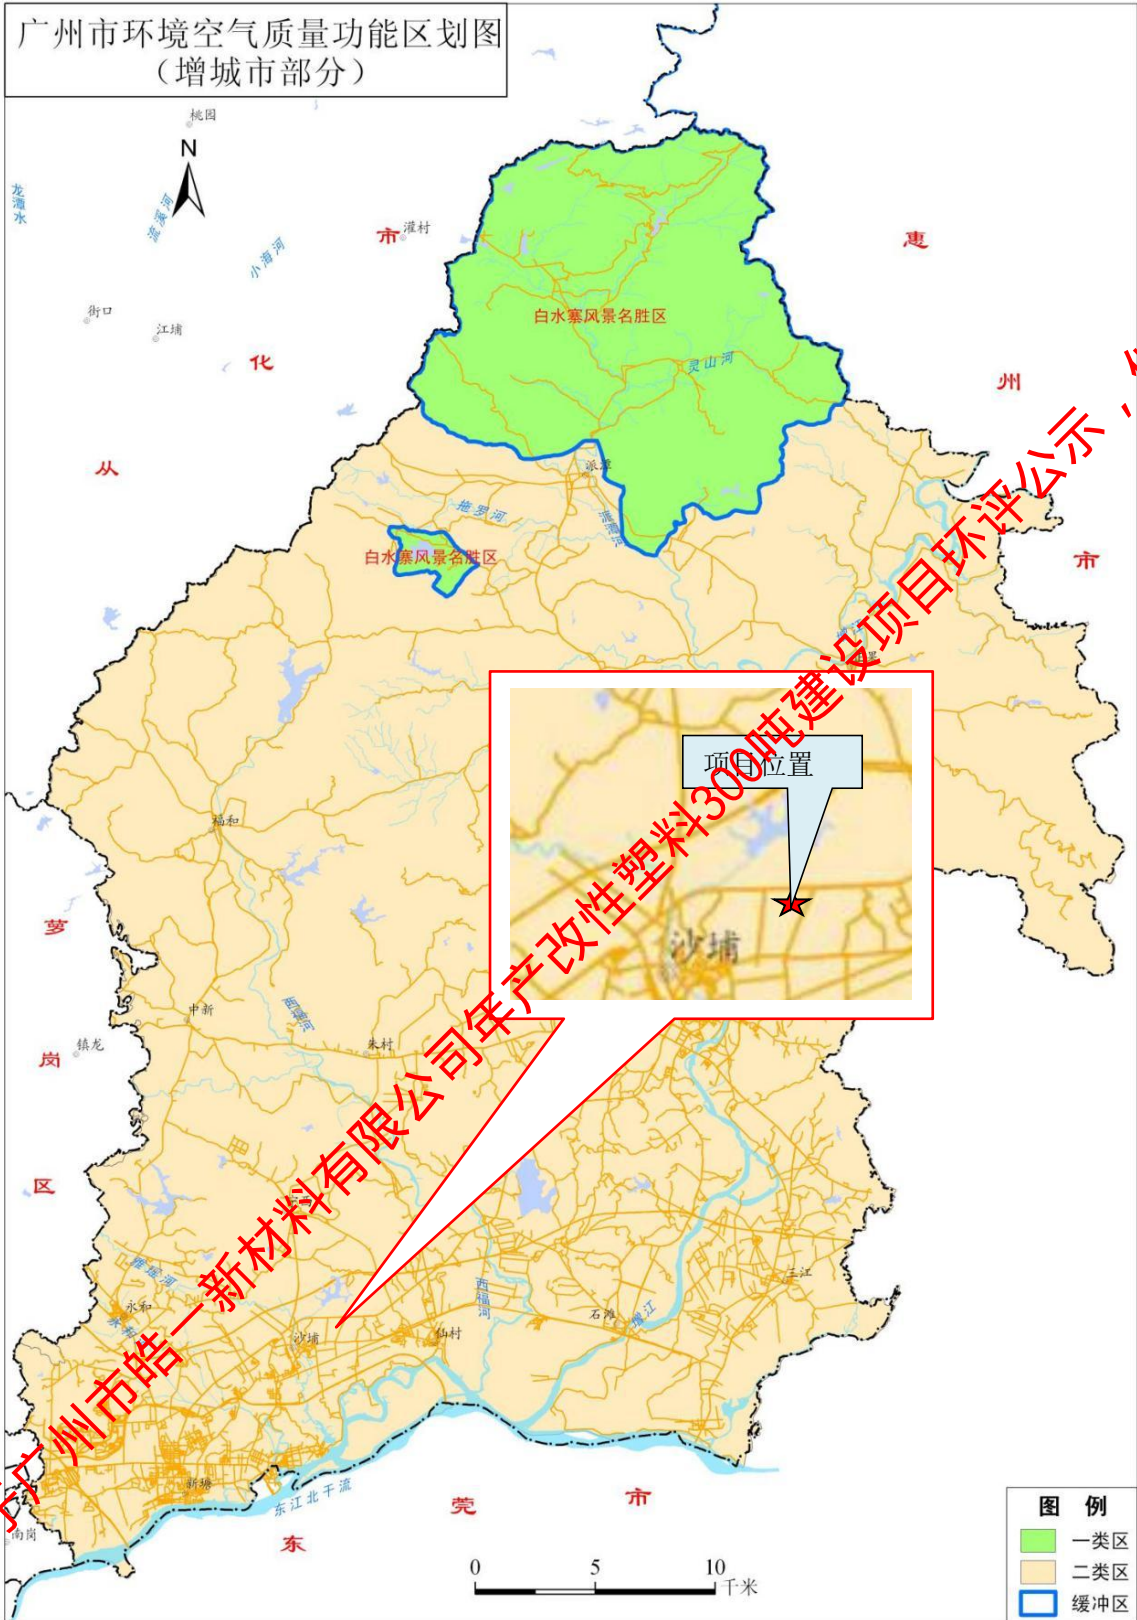 广州市环境空气质量功能区划图
（增城市部分）
桃园
N
龙潭水
流溪河
小海河
市
灌村
惠
街口
江埔
化
白水寨风景名胜区
灵山河
州
从
派潭
拖罗河
派潭河
白水寨风景名胜区
市
增江
项目位置
沙埔
福和
萝
中新
西福河
朱村
镇龙
岗
区
雅瑶河
永和
西福河
三江
石滩
增江
沙埔
仙村
新塘
东江北干流
南岗
莞
市
东
广州市皓一新材料有限公司年产改性塑料300吨建设项目环评公示，
0 5 10
千米
图 例
一类区
二类区
缓冲区